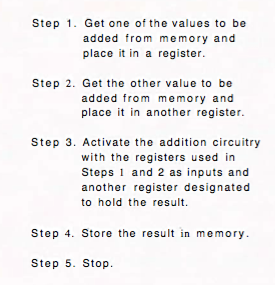 Step 1. Get one of the values to be
added from memory and
place it in a register.
Step 2. Get the other value to be
added from memory and
place it in another register.
Step 3. Activate the addition circuitry
with the registers used in
Steps 1 and 2 as inputs and
another register designated
to hold the result.
Step 4. Store the result in memory.
Step 5. Stop.